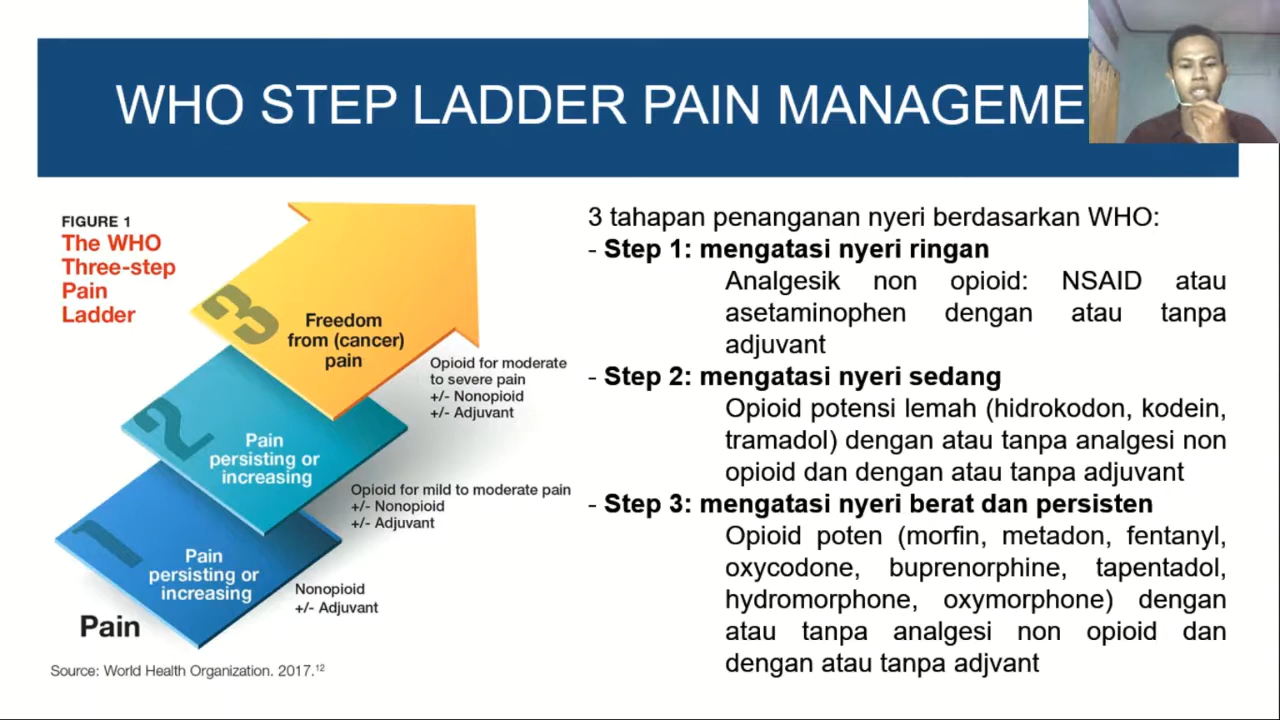 WHO STEP LADDER PAIN MANAGEME
FIGURE 1
The WHO
Three-step
Pain
Ladder
3
Freedom
from (cancer)
pain
Opioid for moderate
to severe pain
+/- Nonopioid
+/- Adjuvant
2
Pain
persisting or
increasing
Opioid for mild to moderate pain
+/- Nonopioid
+/- Adjuvant
1
Pain
persisting or
increasing
Nonopioid
+/- Adjuvant
Pain
Source: World Health Organization. 2017.¹²
3 tahapan penanganan nyeri berdasarkan WHO:
- Step 1: mengatasi nyeri ringan
Analgesik non opioid: NSAID atau
asetaminophen dengan atau tanpa
adjuvant
- Step 2: mengatasi nyeri sedang
Opioid potensi lemah (hidrokodon, kodein,
tramadol) dengan atau tanpa analgesi non
opioid dan dengan atau tanpa adjuvant
- Step 3: mengatasi nyeri berat dan persisten
Opioid poten (morfin, metadon, fentanyl,
oxycodone, buprenorphine, tapentadol,
hydromorphone, oxymorphone) dengan
atau tanpa analgesi non opioid dan
dengan atau tanpa adjvant